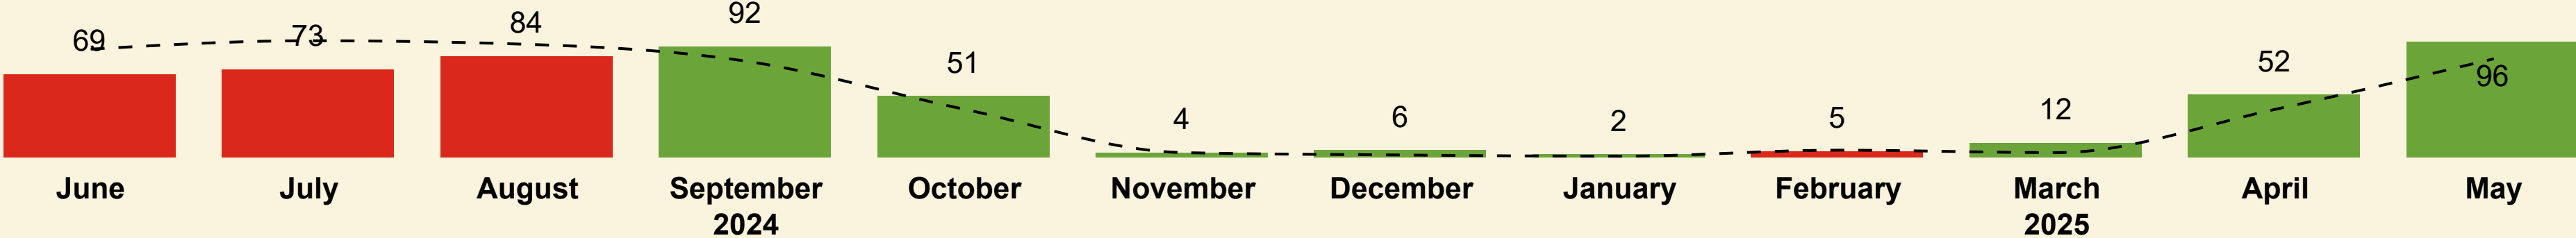 69 73 84 92 51 4 6 2 5 12 52 96
June July August September October November December January February March April May
2024 2025